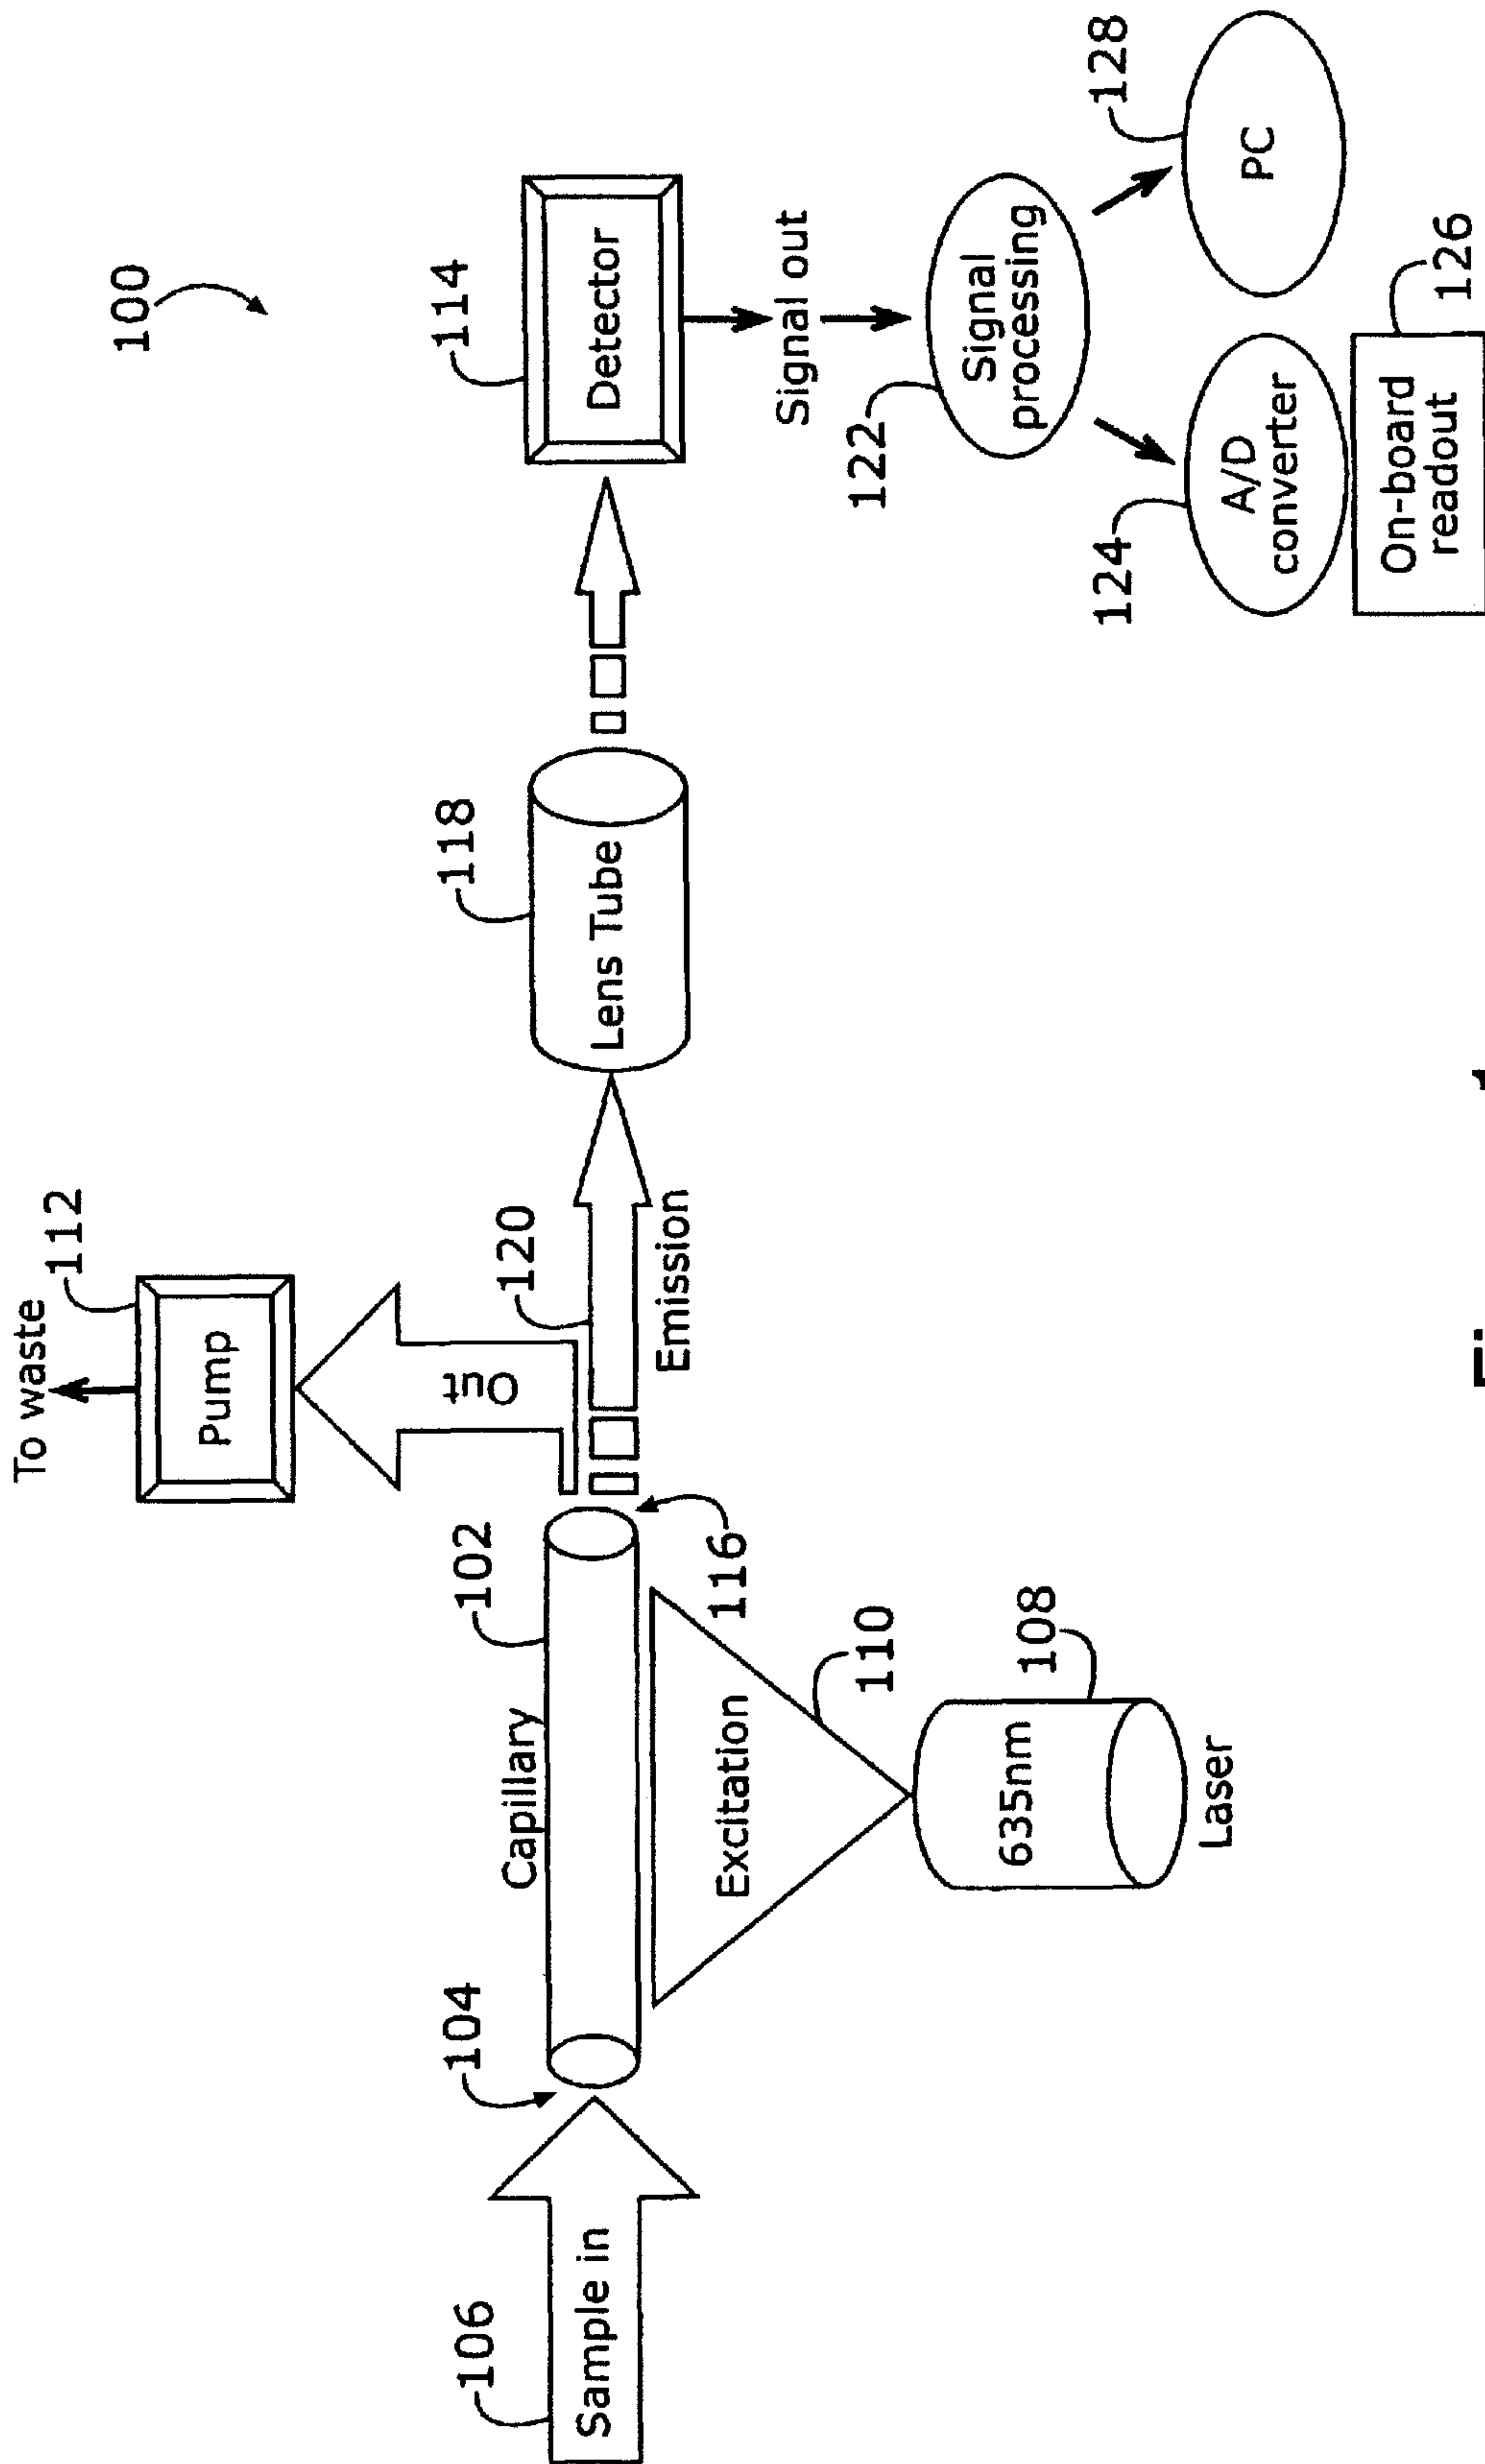 100
To waste
112
Pump
Out
106
Sample in
104
Capillary
102
120
Emission
116
Excitation
110
635nm
108
Laser
118
Lens Tube
114
Detector
Signal out
122
Signal
processing
124
A/D
converter
On-board
readout
126
128
PC